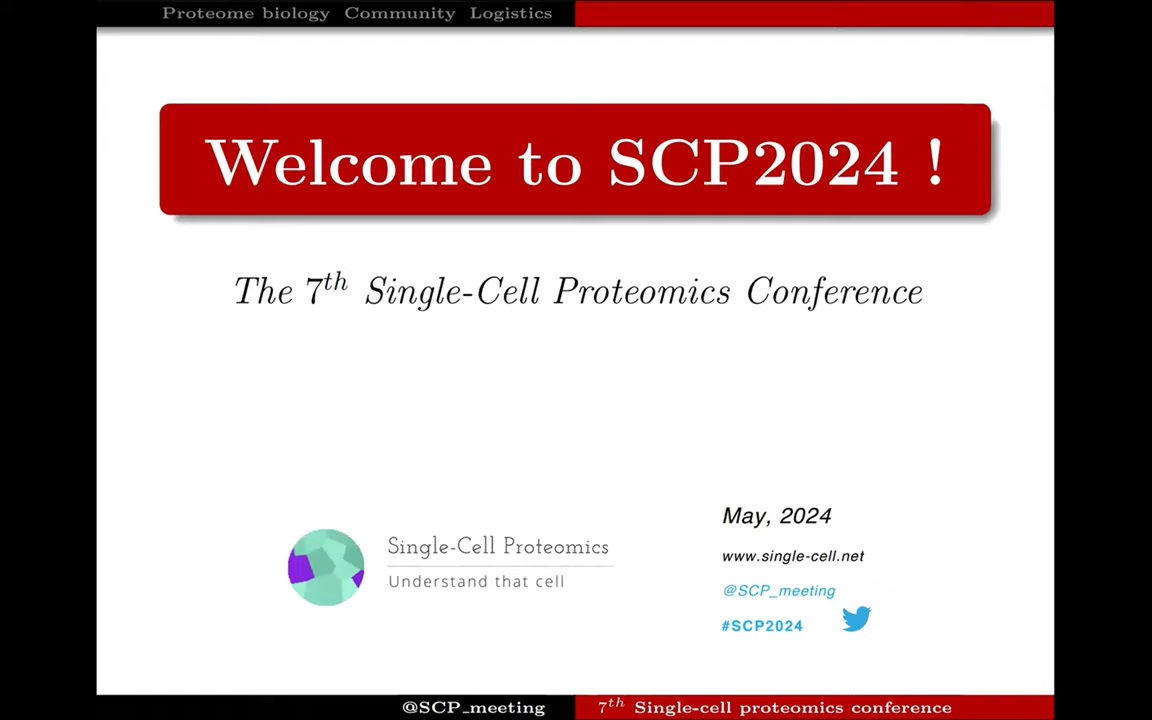 Proteome biology Community Logistics
Welcome to SCP2024 !
The 7th Single-Cell Proteomics Conference
Single-Cell Proteomics
Understand that cell
May, 2024
www.single-cell.net
@SCP_meeting
#SCP2024
@SCP_meeting
7th Single-cell proteomics conference